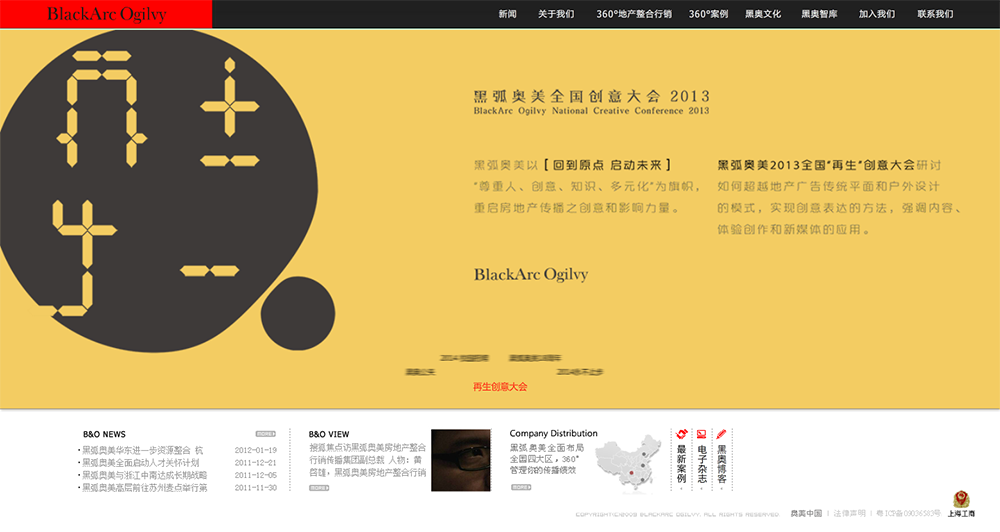 BlackArc Ogilvy
新闻 关于我们 360°地产整合行销 360°案例 黑奥文化 黑奥智库 加入我们 联系我们
黑弧奥美全国创意大会 2013
BlackArc Ogilvy National Creative Conference 2013
黑弧奥美以【回到原点 启动未来】
“尊重人、创意、知识、多元化”为旗帜，
重启房地产传播之创意和影响力量。
黑弧奥美2013全国“再生”创意大会研讨
如何超越地产广告传统平面和户外设计
的模式，实现创意表达的方法，强调内容、
体验创作和新媒体的应用。
BlackArc Ogilvy
再生创意大会
B&O NEWS
MORE
黑弧奥美华东进一步资源整合 杭 2012-01-19
黑弧奥美全面启动人才关怀计划 2011-12-21
黑弧奥美与浙江中南达成长期战略 2011-12-05
黑弧奥美高层前往苏州麦点举行第 2011-11-30
B&O VIEW
搜狐焦点访黑弧奥美房地产整合
行销传播集团副总裁 人物：黄
，黑弧奥美房地产整合行销
MORE
Company Distribution
黑弧奥美全面布局
全国四大区，360°
管理你的传播绩效
MORE
最新案例
电子杂志
黑奥博客
COPYRIGHT(C)2008 BLACKARC OGILVY. ALL RIGHTS RESERVED
奥美中国 | 法律声明 | 粤ICP备09036583号
上海工商